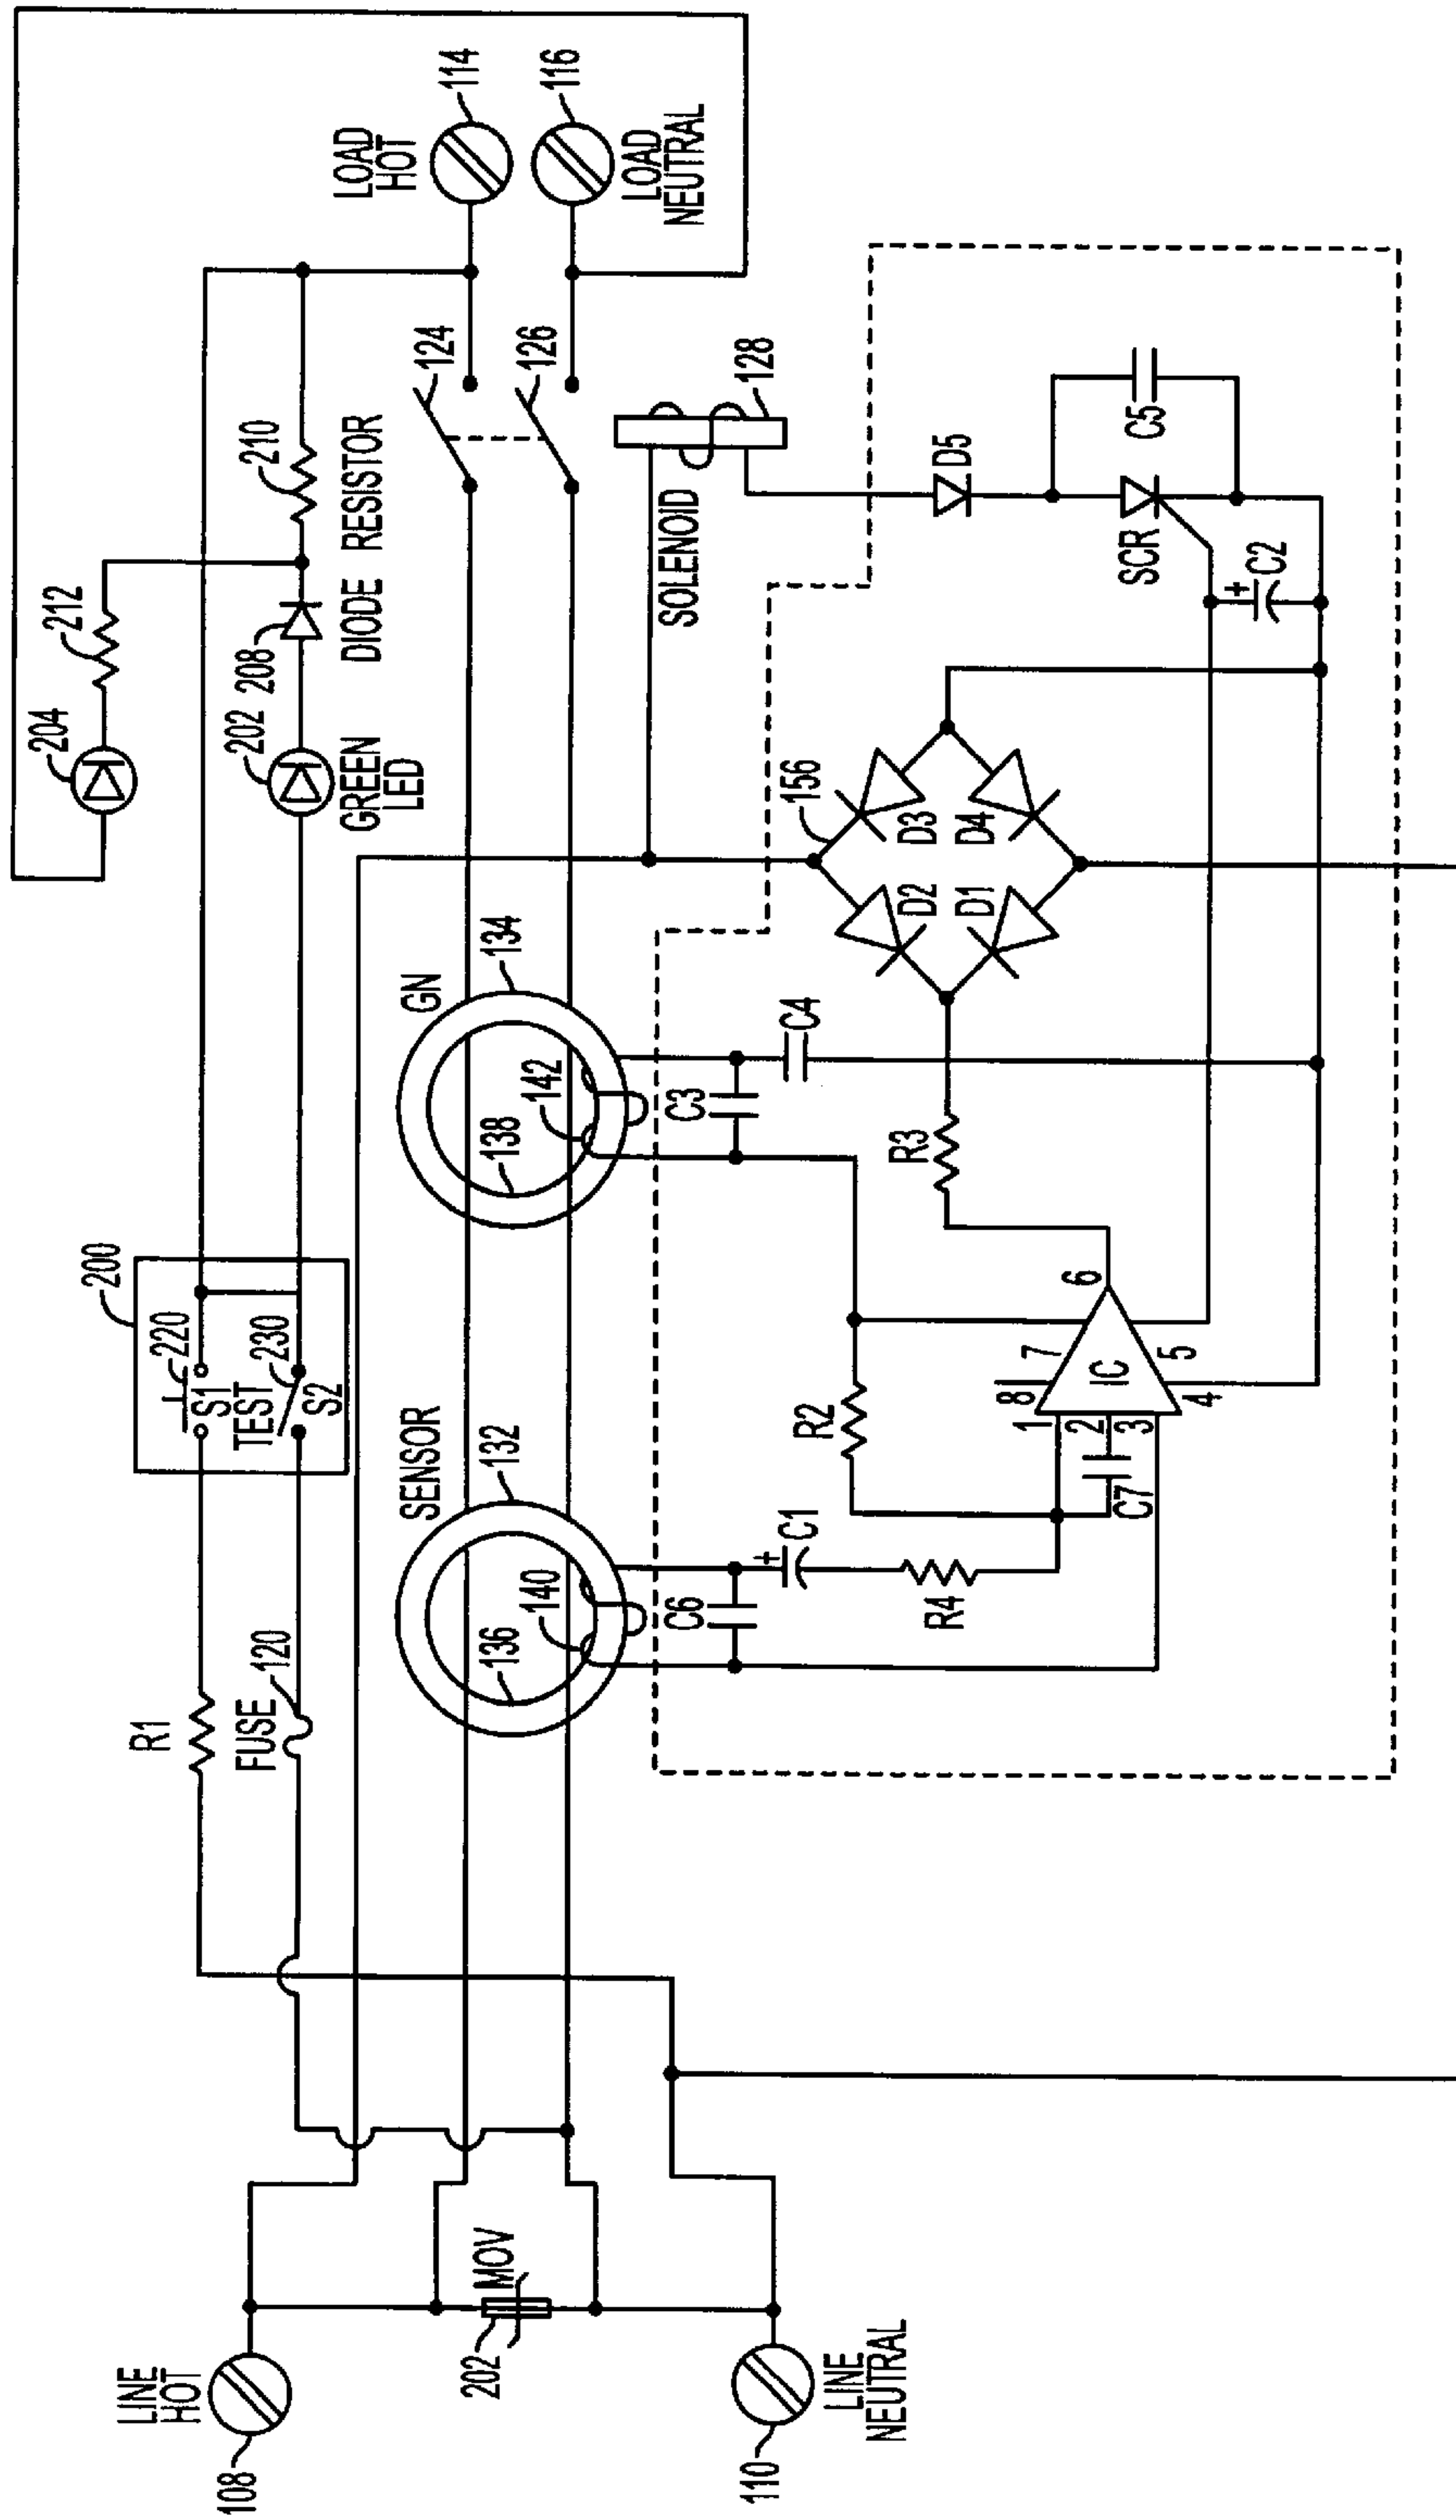 204
212
202
208
210
GREEN
LED
DIODE
RESISTOR
LOAD
HOT
114
116
LOAD
NEUTRAL
124
126
128
SOLENOID
200
220
S1
TEST
230
S2
R1
FUSE
120
GN
134
138
142
SENSOR
132
136
140
LINE
HOT
108
MOV
202
110
LINE
NEUTRAL
C6
C1
+
R4
R2
C3
C4
R3
156
D2
D3
D1
D4
D5
SCR
C5
+
C2
IC
1
2
3
4
5
6
7
8
C7